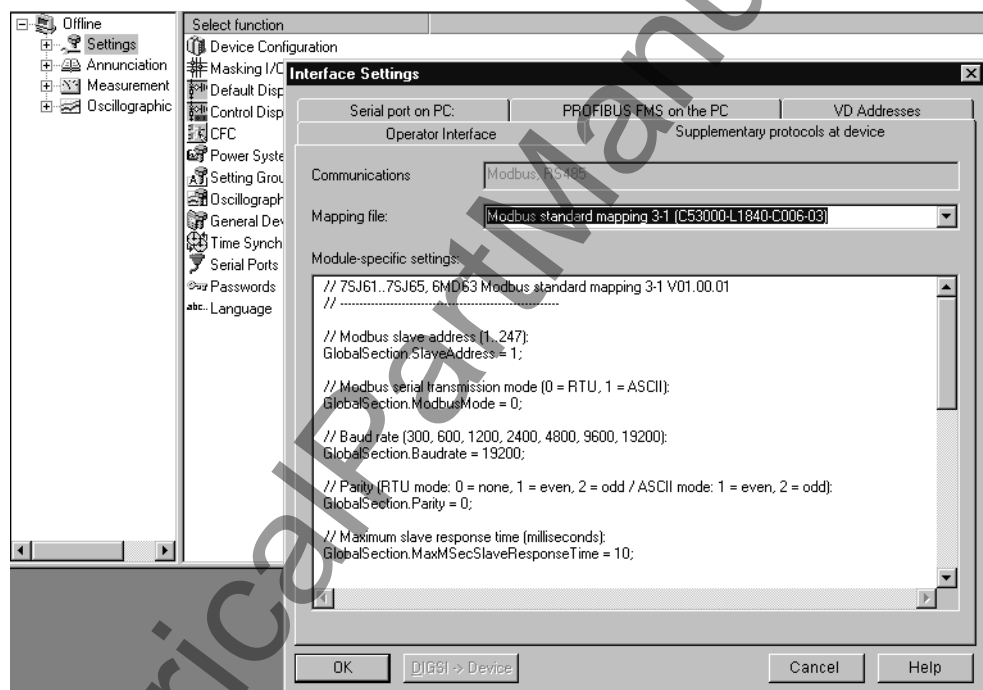 Offline
Settings
Annunciation
Measurement
Oscillographic
Select function
Device Configuration
Masking I/O
Default Disp
Control Disp
CFC
Power Syste
Setting Grou
Oscillograph
General Dev
Time Synch
Serial Ports
Passwords
Language
Interface Settings
Serial port on PC:
PROFIBUS FMS on the PC
VD Addresses
Operator Interface
Supplementary protocols at device
Communications
Modbus, RS485
Mapping file:
Modbus standard mapping 3-1 (C53000-L1840-C006-03)
Module-specific settings:
// 7SJ61..7SJ65, 6MD63 Modbus standard mapping 3-1 V01.00.01
// ----------------------------------------------------
// Modbus slave address (1..247):
GlobalSection.SlaveAddress = 1;
// Modbus serial transmission mode (0 = RTU, 1 = ASCII):
GlobalSection.ModbusMode = 0;
// Baud rate (300, 600, 1200, 2400, 4800, 9600, 19200):
GlobalSection.Baudrate = 19200;
// Parity (RTU mode: 0 = none, 1 = even, 2 = odd / ASCII mode: 1 = even, 2 = odd):
GlobalSection.Parity = 0;
// Maximum slave response time (milliseconds):
GlobalSection.MaxMSecSlaveResponseTime = 10;
OK
DIGSI -> Device
Cancel
Help
ricalPartManu